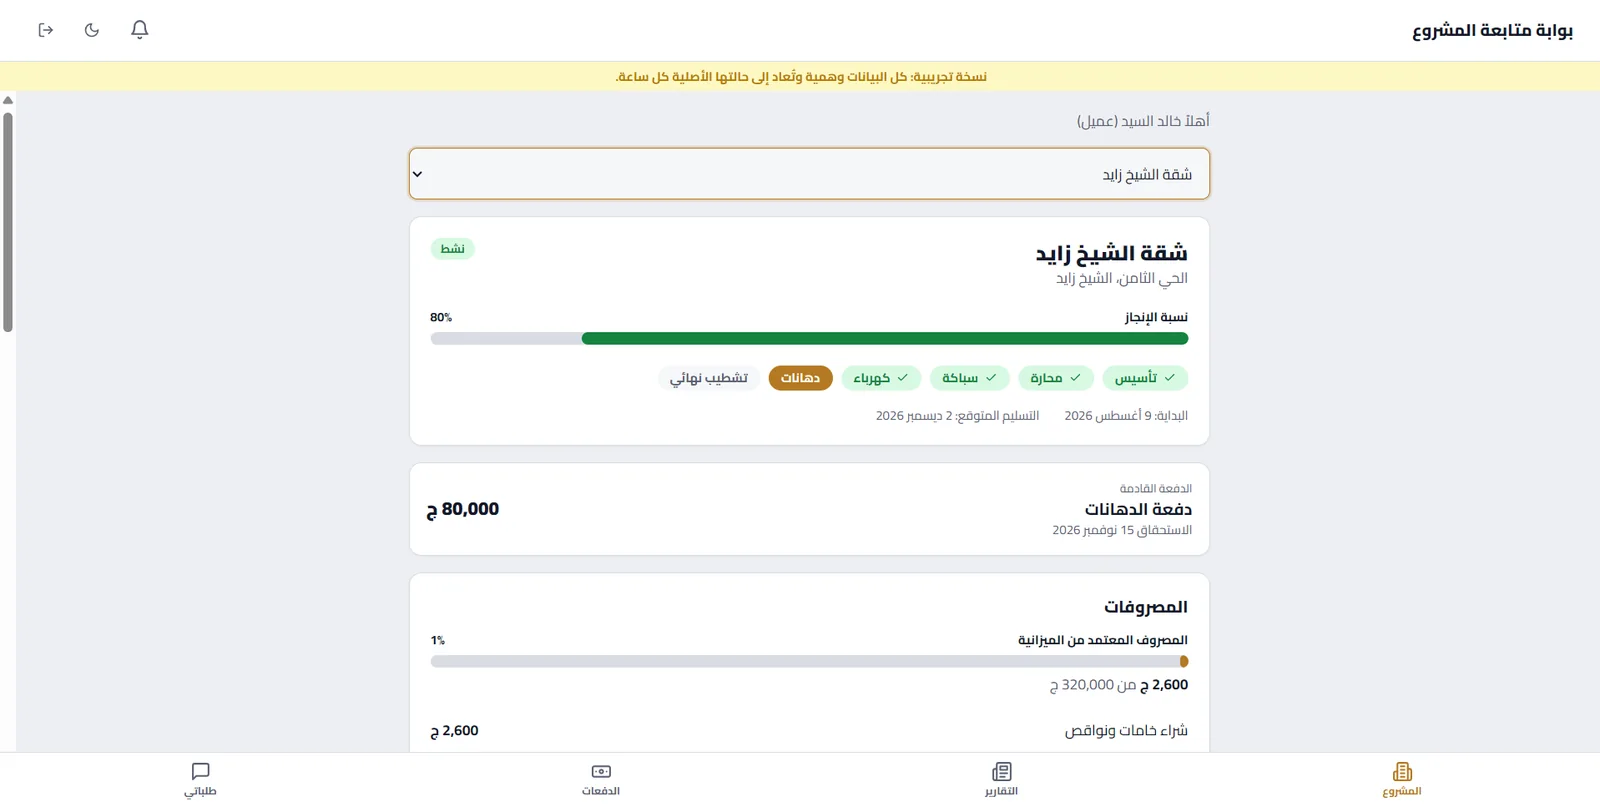 بوابة متابعة المشروع
نسخة تجريبية: كل البيانات وهمية وتُعاد إلى حالتها الأصلية كل ساعة.
أهلاً خالد السيد (عميل)
شقة الشيخ زايد
شقة الشيخ زايد
نشط
الحي الثامن، الشيخ زايد
نسبة الإنجاز
80%
تأسيس
محارة
سباكة
كهرباء
دهانات
تشطيب نهائي
البداية: 9 أغسطس 2026
التسليم المتوقع: 2 ديسمبر 2026
الدفعة القادمة
دفعة الدهانات
80,000 ج
الاستحقاق 15 نوفمبر 2026
المصروفات
المصروف المعتمد من الميزانية
1%
2,600 ج من 320,000 ج
شراء خامات ونواقص
2,600 ج
المشروع
التقارير
الدفعات
طلباتي